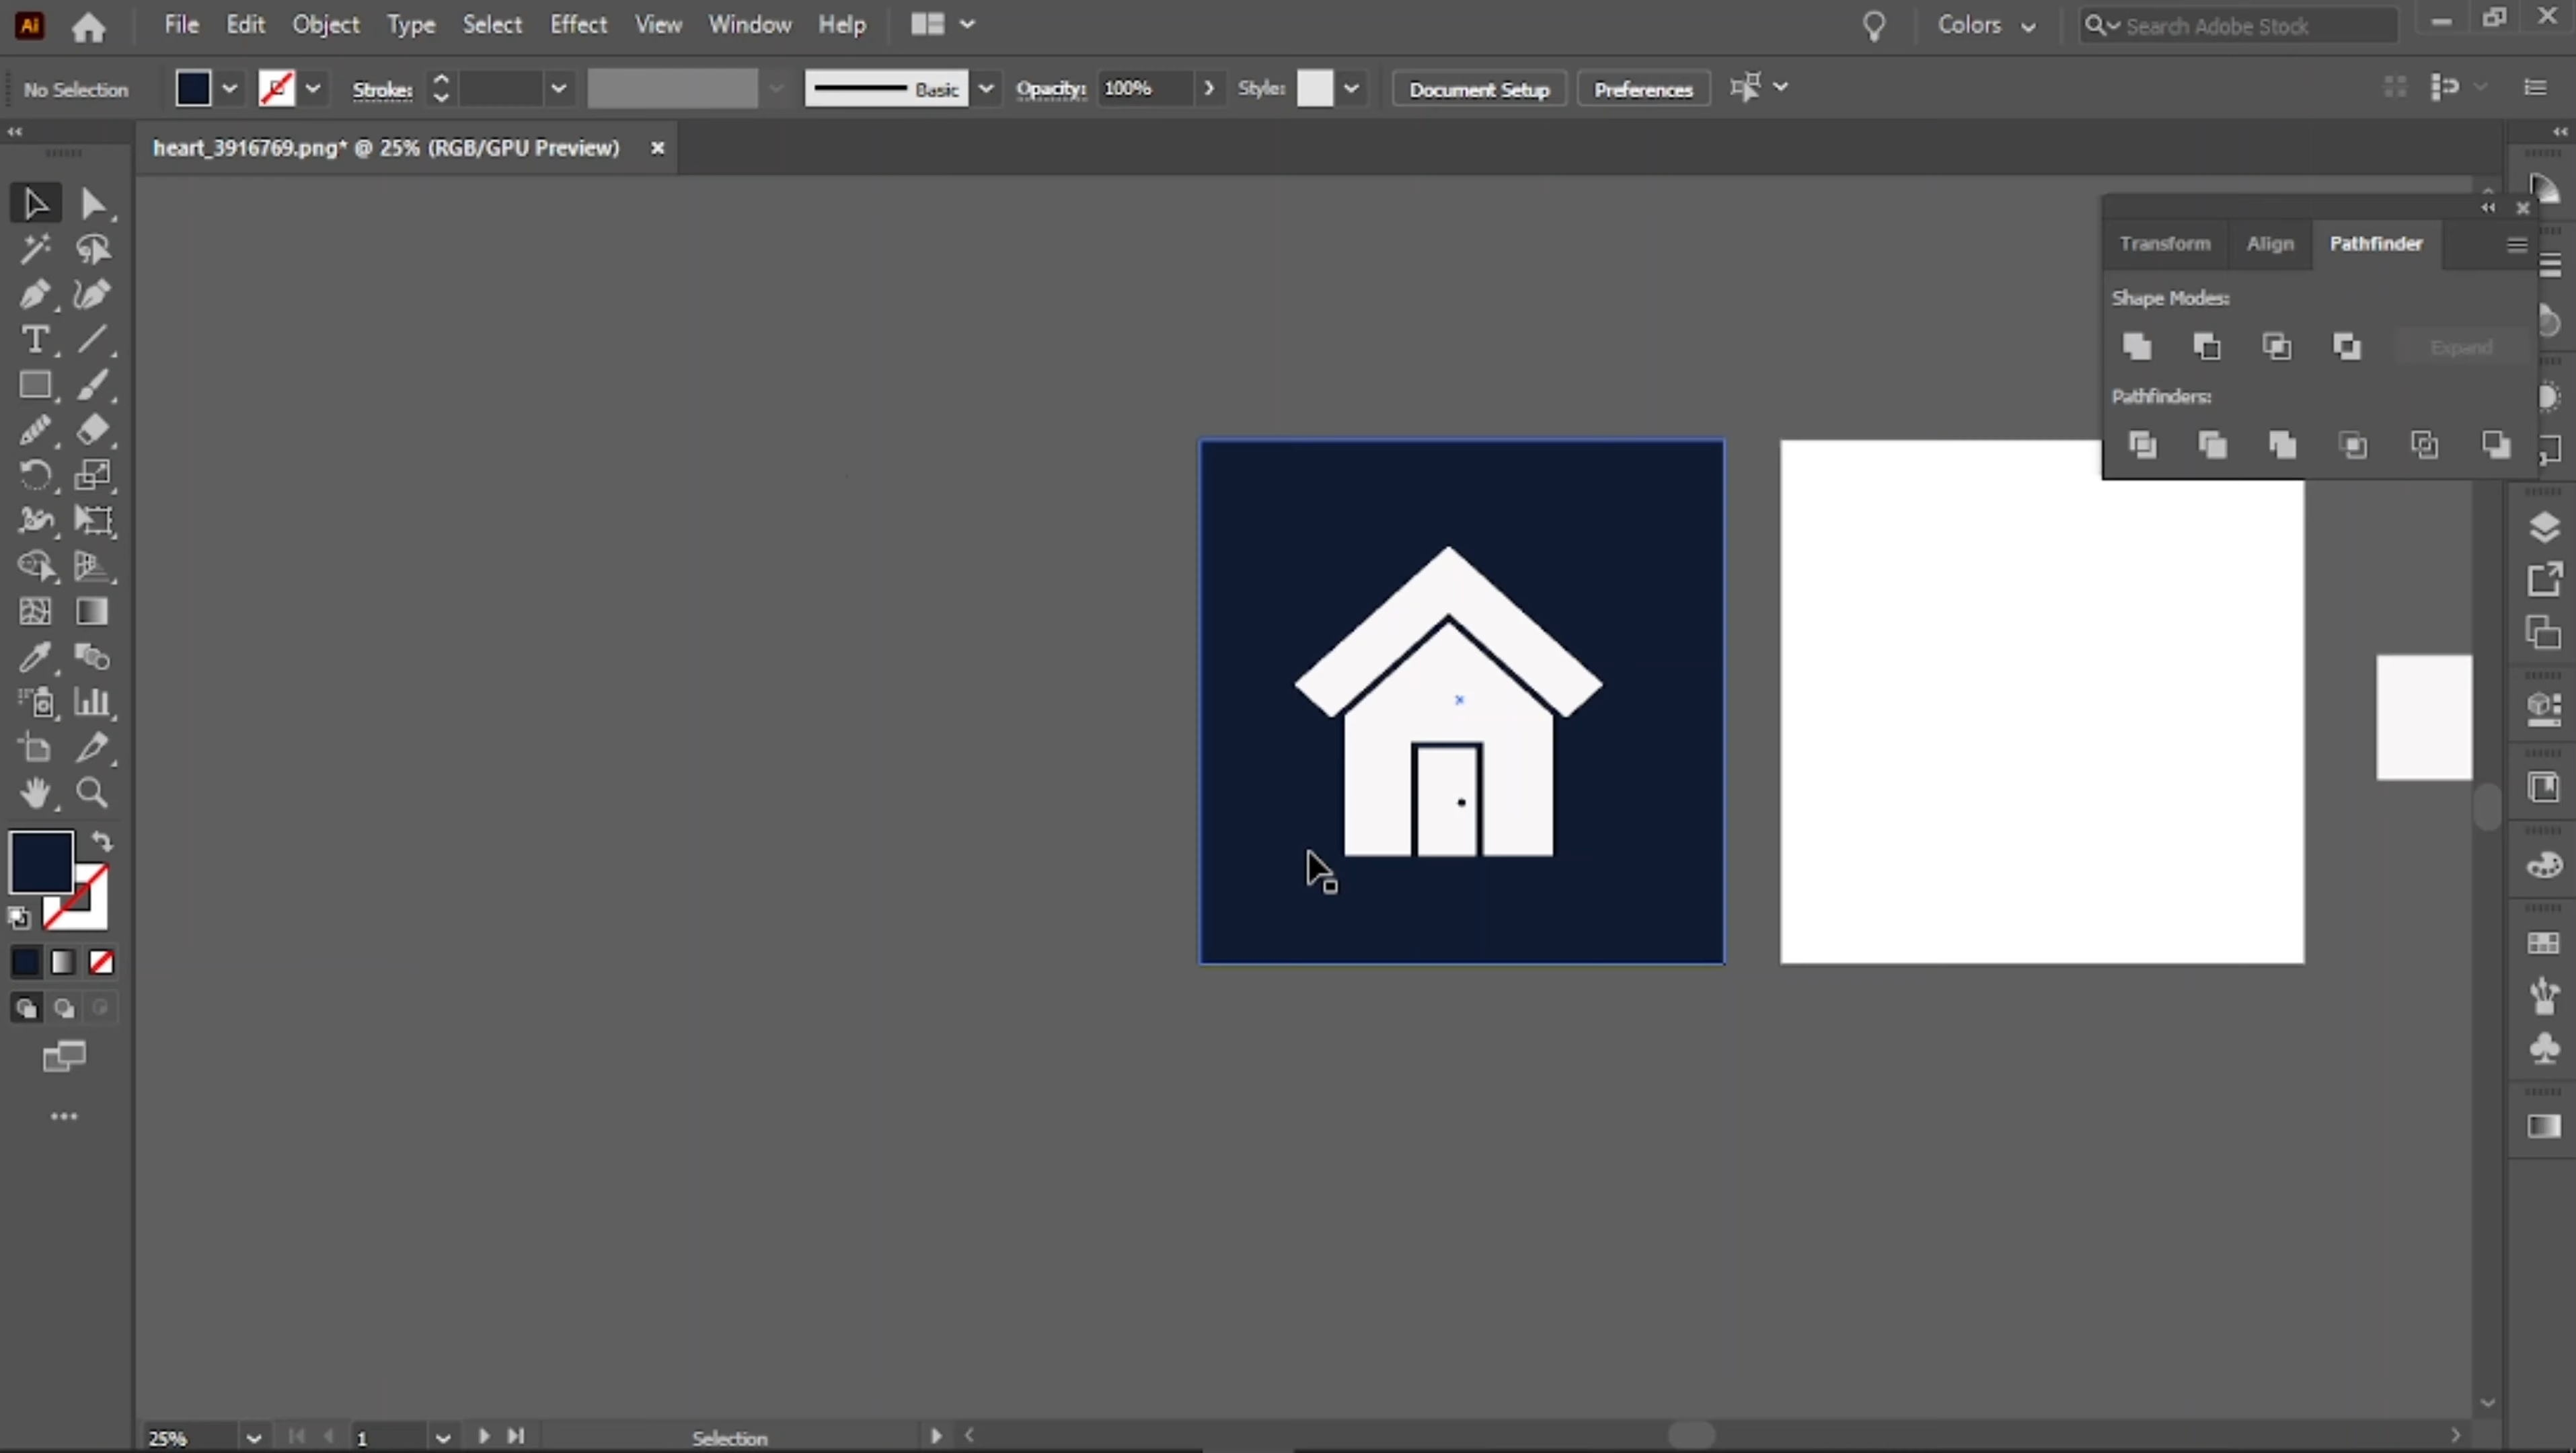 Ai File Edit Object Type Select Effect View Window Help Colors Search Adobe Stock
No Selection Stroke: Basic Opacity: 100% Style: Document Setup Preferences
heart_3916769.png* @ 25% (RGB/GPU Preview)
Transform Align Pathfinder
Shape Modes:
Expand
Pathfinders:
25% 1 Selection